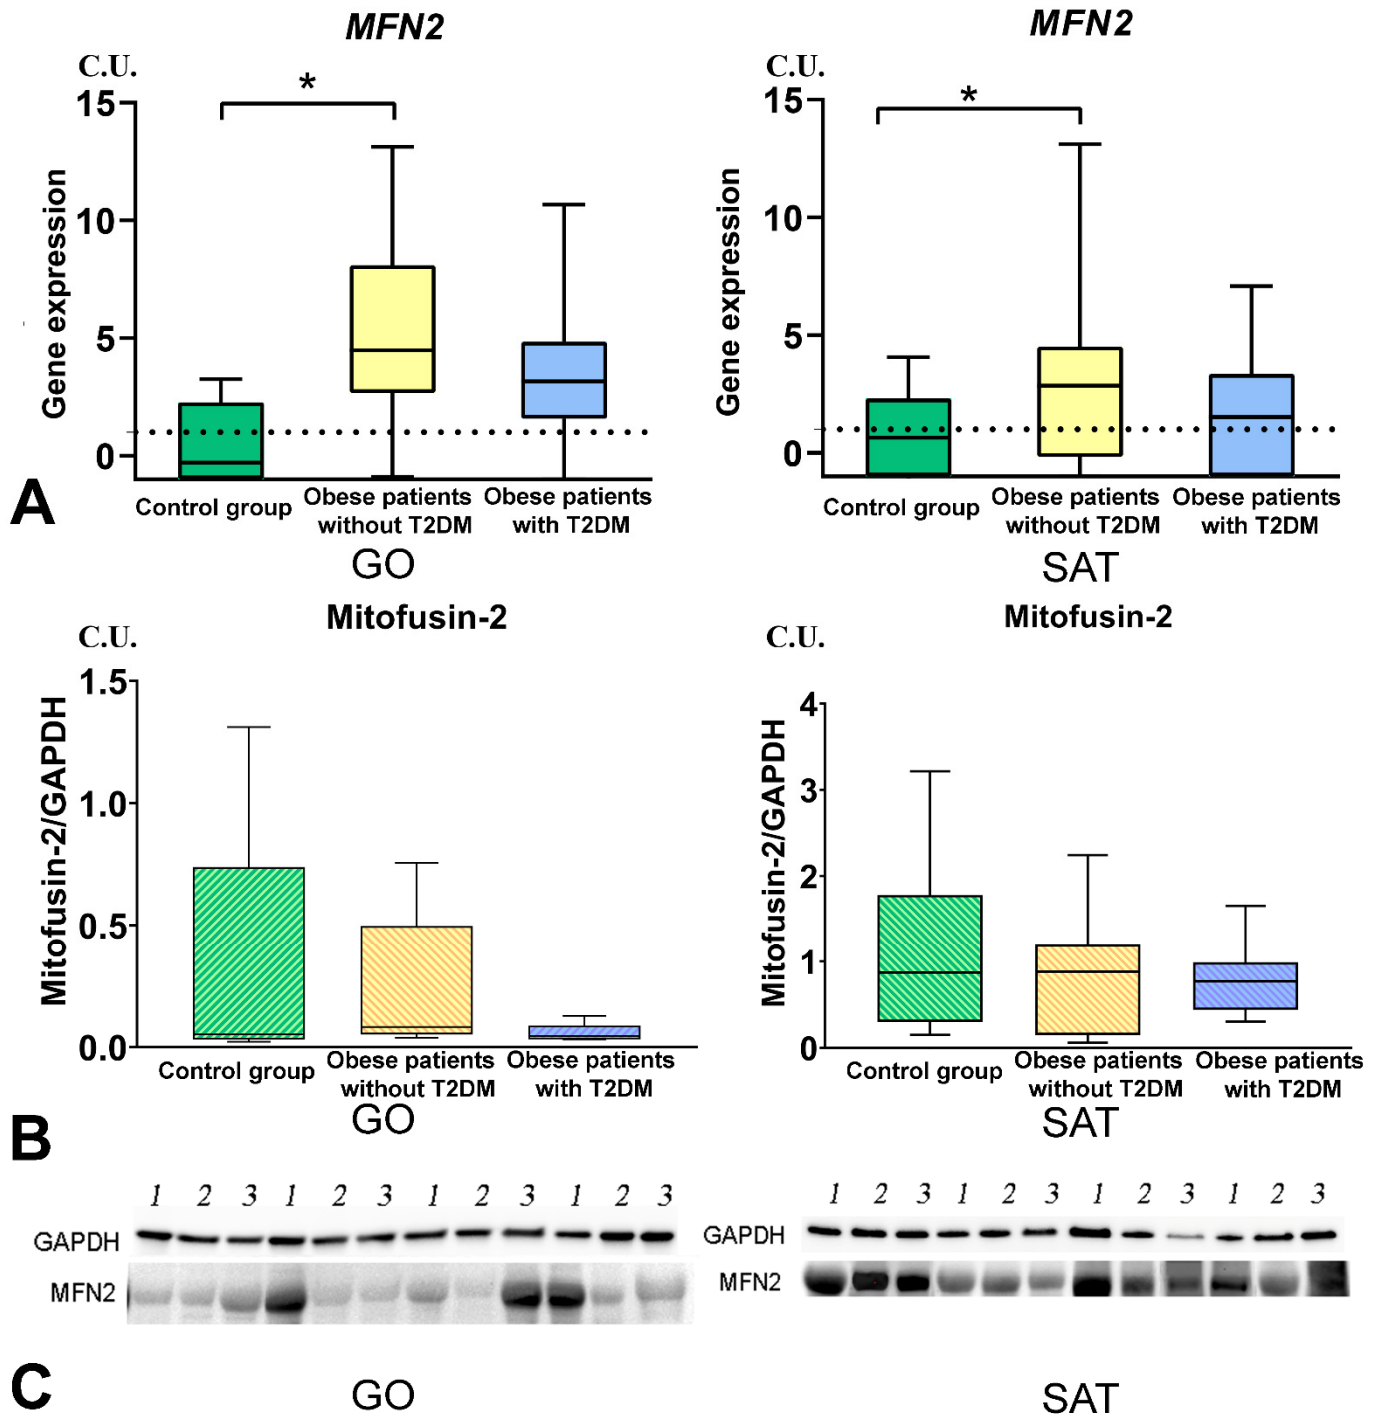 MFN2
C.U.
*
15
10
5
0
Gene expression
Control group
Obese patients
without T2DM
Obese patients
with T2DM
GO
MFN2
C.U.
*
15
10
5
0
Gene expression
Control group
Obese patients
without T2DM
Obese patients
with T2DM
SAT
A
Mitofusin-2
C.U.
1.5
1.0
0.5
0.0
Mitofusin-2/GAPDH
Control group
Obese patients
without T2DM
Obese patients
with T2DM
GO
Mitofusin-2
C.U.
4
3
2
1
0
Mitofusin-2/GAPDH
Control group
Obese patients
without T2DM
Obese patients
with T2DM
SAT
B
1 2 3 1 2 3 1 2 3 1 2 3
GAPDH
MFN2
GO
1 2 3 1 2 3 1 2 3 1 2 3
GAPDH
MFN2
SAT
C